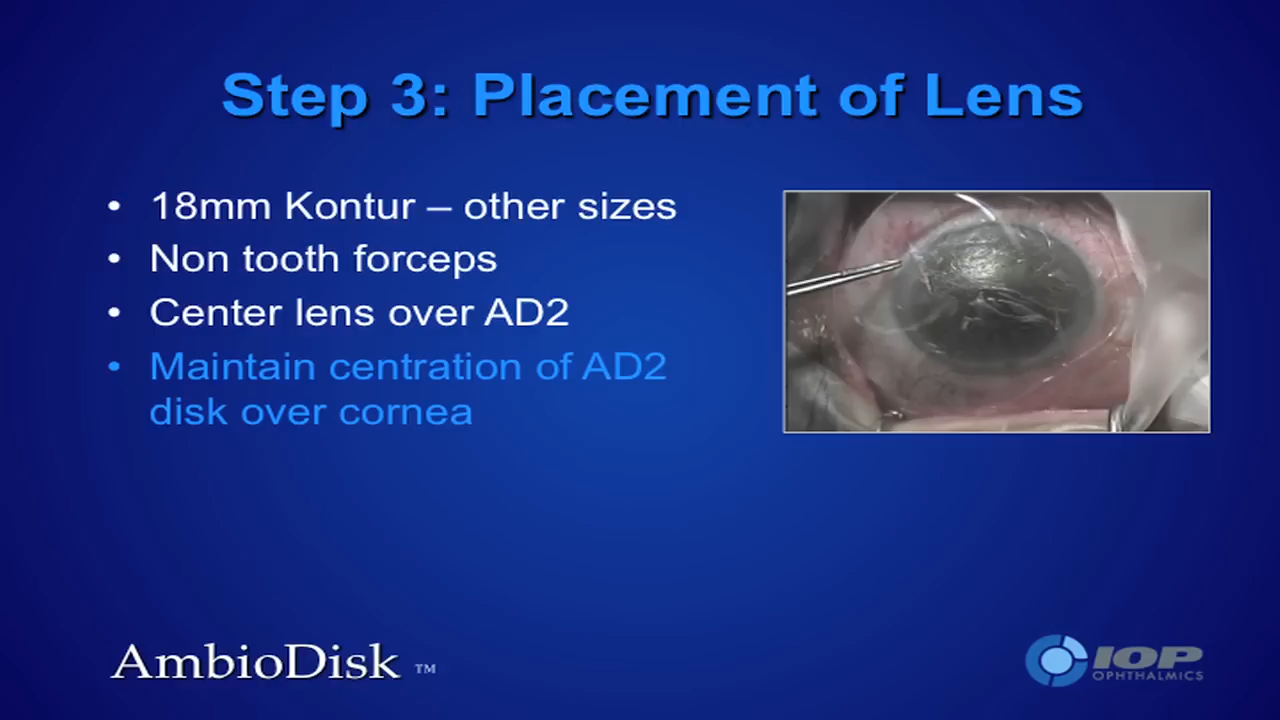 Step 3: Placement of Lens
• 18mm Kontur – other sizes
• Non tooth forceps
• Center lens over AD2
• Maintain centration of AD2
disk over cornea
AmbioDisk ™
IOP
OPHTHALMICS